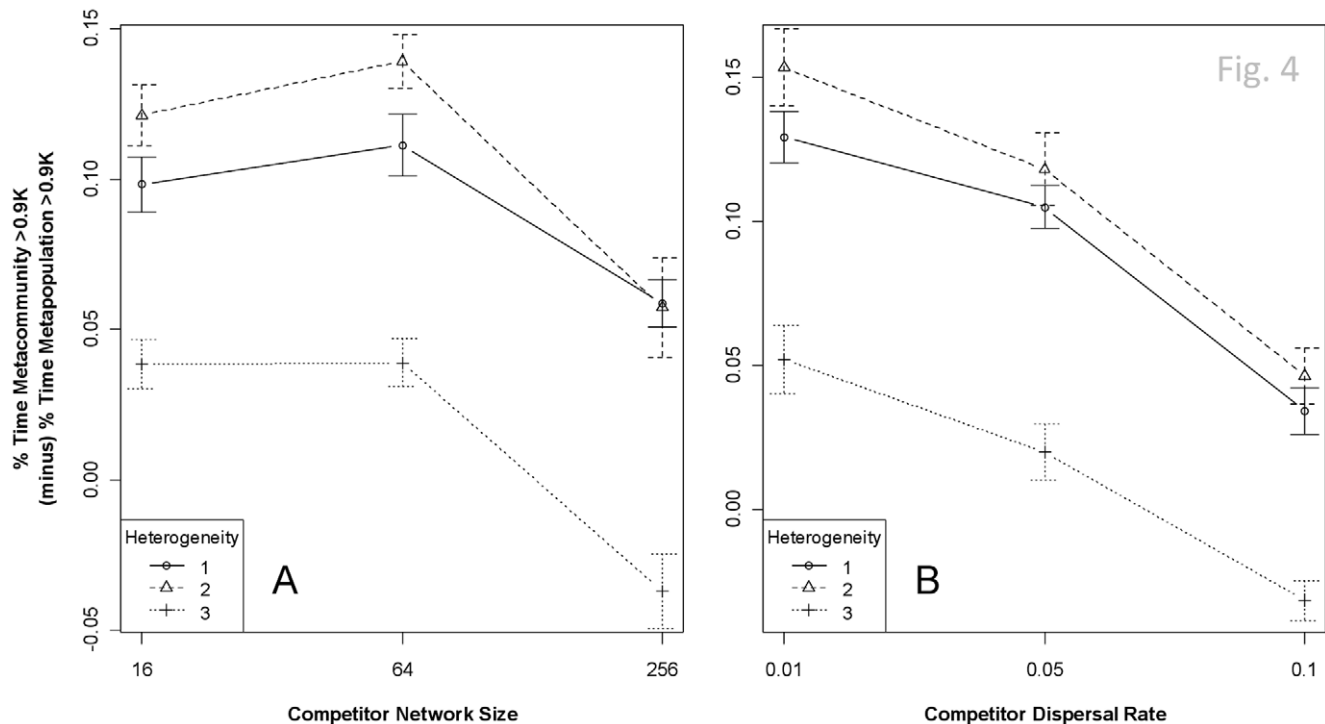 % Time Metacommunity >0.9K
(minus) % Time Metapopulation >0.9K
0.15
0.10
0.05
0.00
-0.05
Heterogeneity
1
2
3
A
16
64
256
Competitor Network Size
Fig. 4
0.15
0.10
0.05
0.00
Heterogeneity
1
2
3
B
0.01
0.05
0.1
Competitor Dispersal Rate